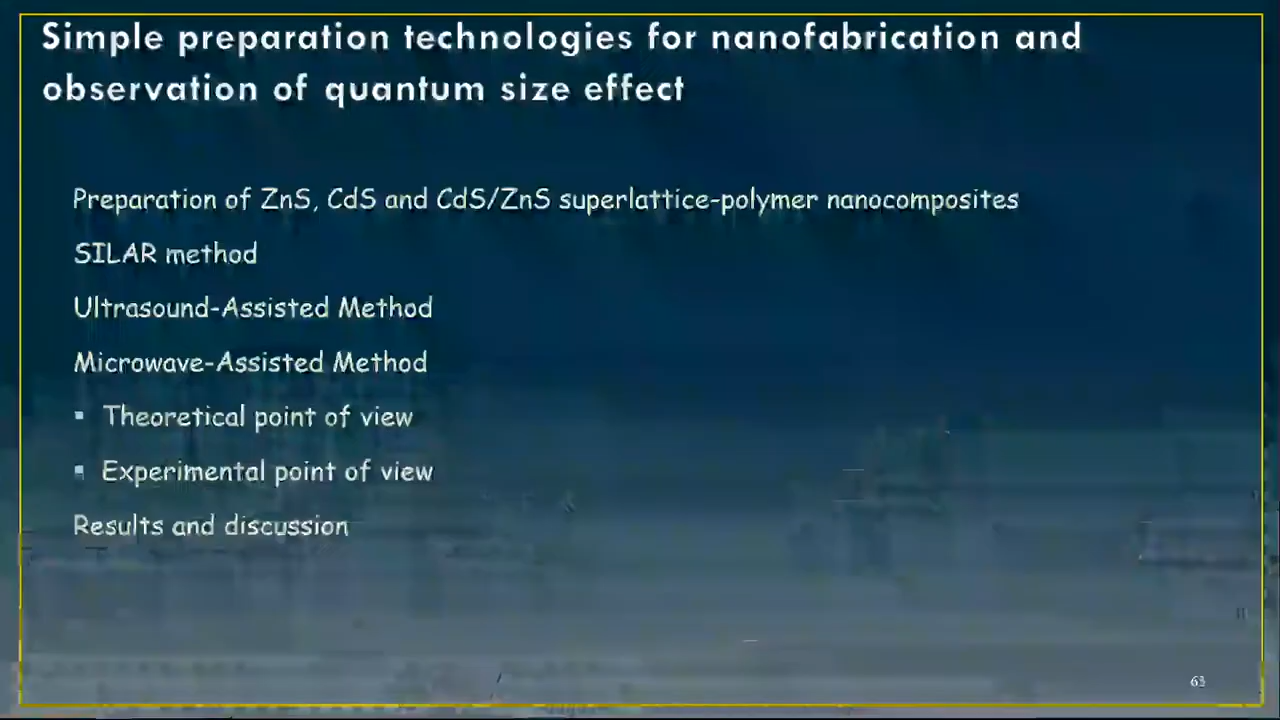 Simple preparation technologies for nanofabrication and
observation of quantum size effect
Preparation of ZnS, CdS and CdS/ZnS superlattice-polymer nanocomposites
SILAR method
Ultrasound-Assisted Method
Microwave-Assisted Method
▪ Theoretical point of view
▪ Experimental point of view
Results and discussion
63